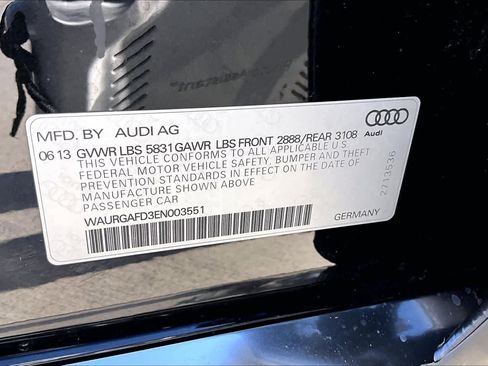 MFD. BY AUDI AG
Audi
06 13 GVWR LBS 5831 GAWR LBS FRONT 2888/REAR 3108
THIS VEHICLE CONFORMS TO ALL APPLICABLE U.S.
FEDERAL MOTOR VEHICLE SAFETY, BUMPER AND THEFT
PREVENTION STANDARDS IN EFFECT ON THE DATE OF
MANUFACTURE SHOWN ABOVE
PASSENGER CAR
WAURGAFD3EN003551
GERMANY
2713536